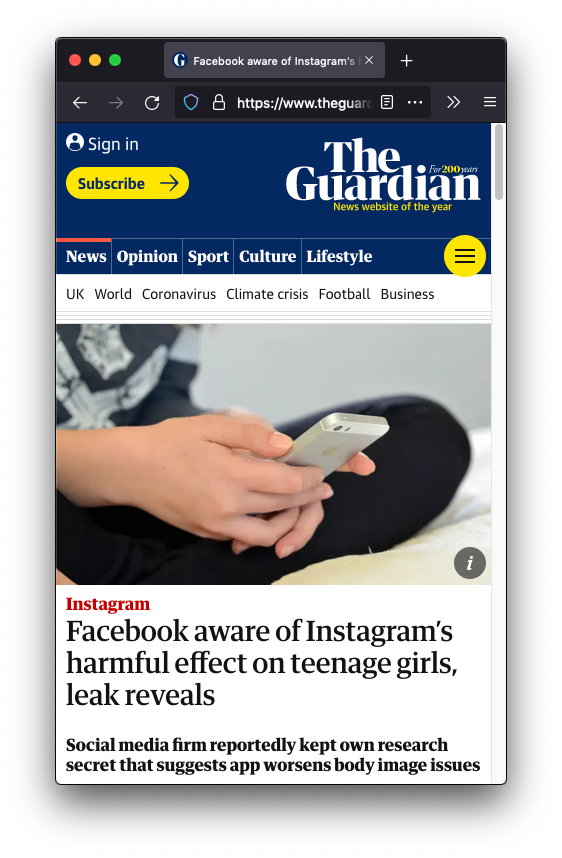 Facebook aware of Instagram's
https://www.theguard
Sign in
Subscribe
The
Guardian
For 200 years
News website of the year
News Opinion Sport Culture Lifestyle
UK World Coronavirus Climate crisis Football Business
i
Instagram
Facebook aware of Instagram's
harmful effect on teenage girls,
leak reveals
Social media firm reportedly kept own research
secret that suggests app worsens body image issues